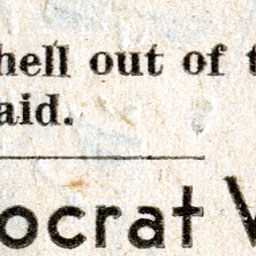 hell out of t
aid.
ocrat V